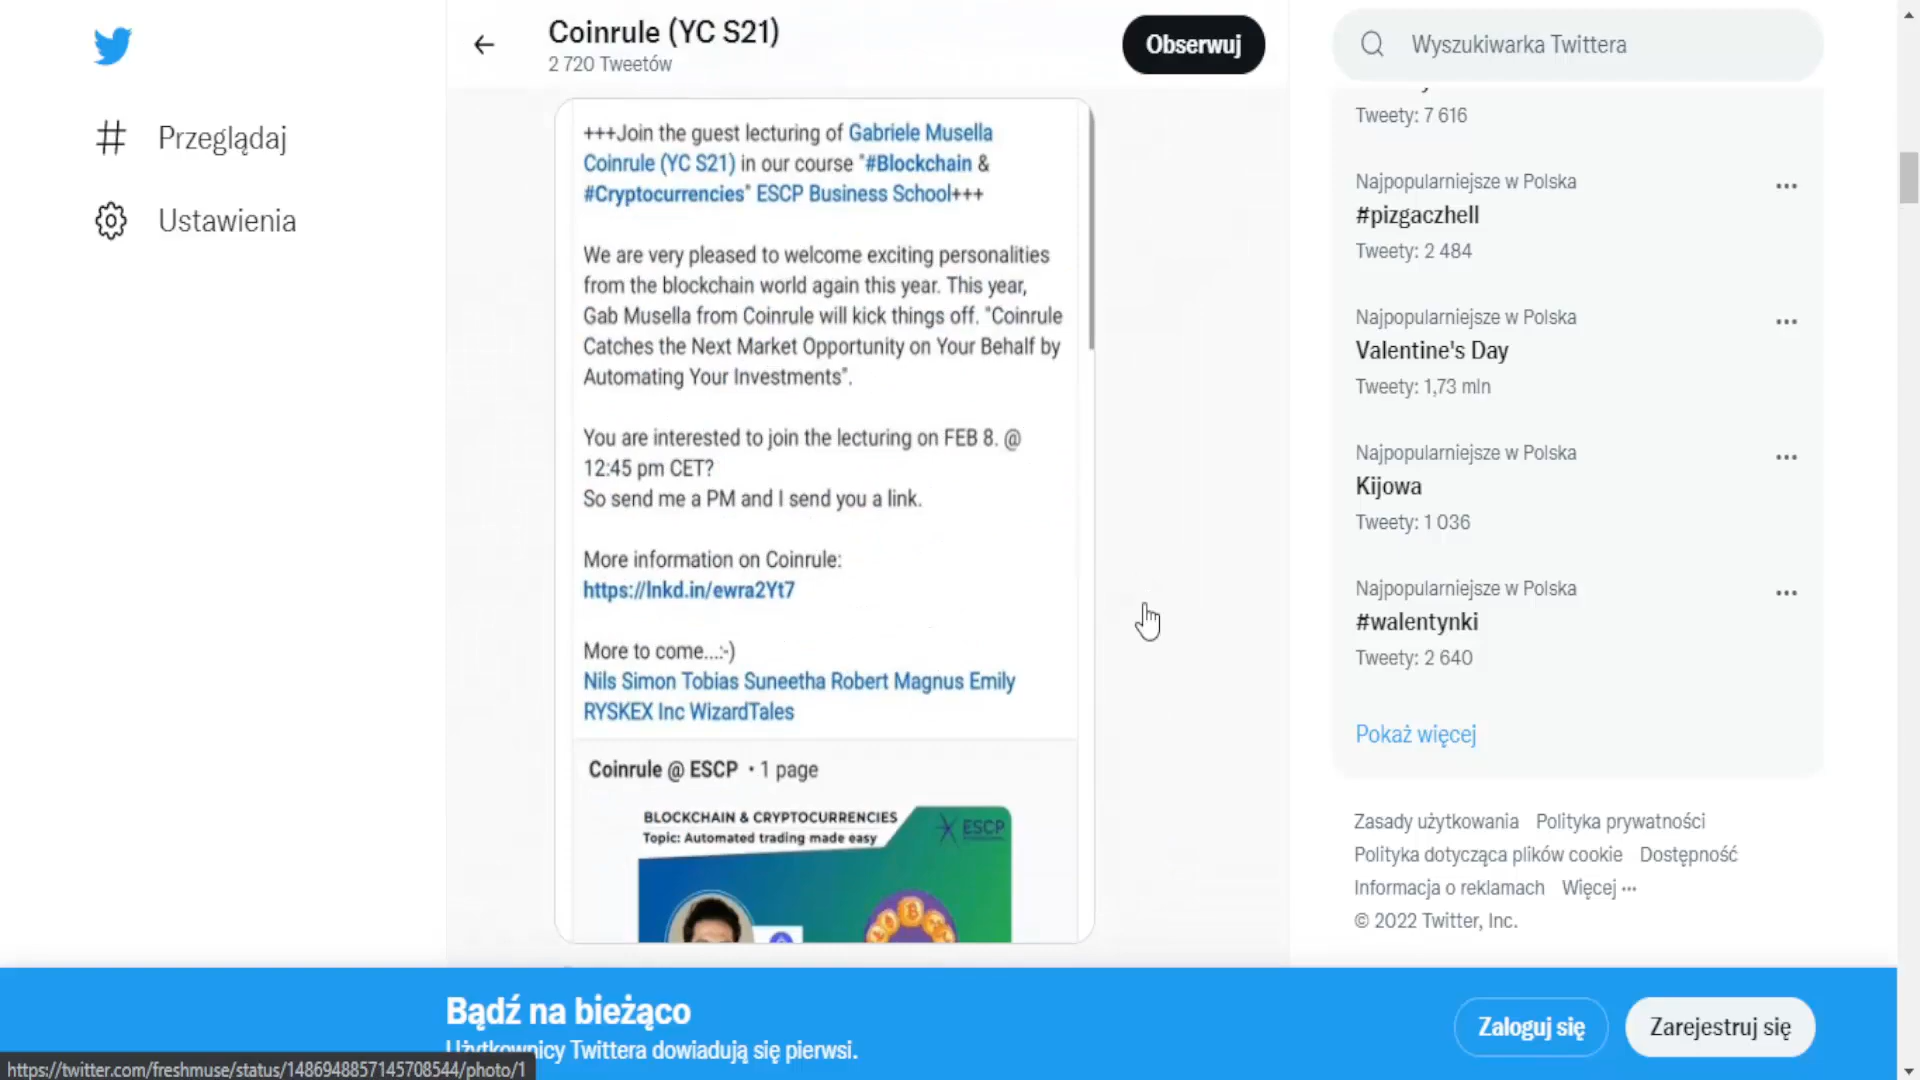 Coinrule (YC S21)
2 720 Tweetów
Obserwuj
Wyszukiwarka Twittera
Przeglądaj
Ustawienia
+++Join the guest lecturing of Gabriele Musella
Coinrule (YC S21) in our course "#Blockchain &
#Cryptocurrencies" ESCP Business School+++
We are very pleased to welcome exciting personalities
from the blockchain world again this year. This year,
Gab Musella from Coinrule will kick things off. "Coinrule
Catches the Next Market Opportunity on Your Behalf by
Automating Your Investments".
You are interested to join the lecturing on FEB 8. @
12:45 pm CET?
So send me a PM and I send you a link.
More information on Coinrule:
https://lnkd.in/ewra2Yt7
More to come...:-)
Nils Simon Tobias Suneetha Robert Magnus Emily
RYSKEX Inc WizardTales
Coinrule @ ESCP • 1 page
BLOCKCHAIN & CRYPTOCURRENCIES
Topic: Automated trading made easy
ESCP
Tweety: 7 616
Najpopularniejsze w Polska
#pizgaczhell
Tweety: 2 484
Najpopularniejsze w Polska
Valentine's Day
Tweety: 1,73 mln
Najpopularniejsze w Polska
Kijowa
Tweety: 1 036
Najpopularniejsze w Polska
#walentynki
Tweety: 2 640
Pokaż więcej
Zasady użytkowania Polityka prywatności
Polityka dotycząca plików cookie Dostępność
Informacja o reklamach Więcej ···
© 2022 Twitter, Inc.
Bądź na bieżąco
Użytkownicy Twittera dowiadują się pierwsi.
Zaloguj się
Zarejestruj się
https://twitter.com/freshmuse/status/1486948857145708544/photo/1